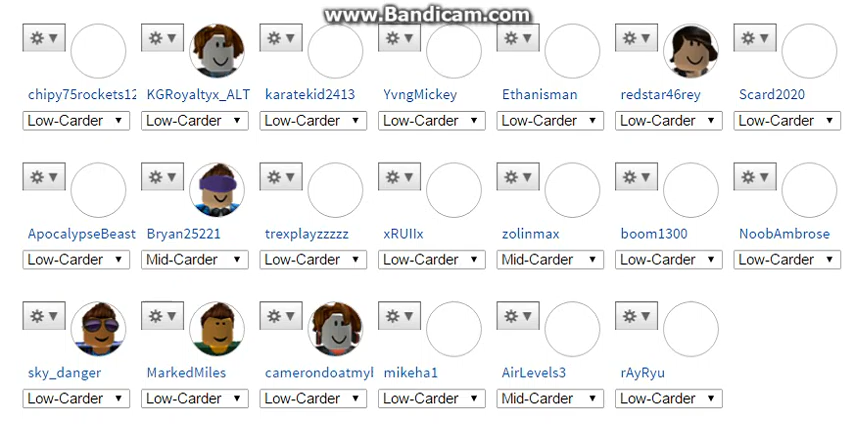 www.Bandicam.com
chipy75rockets12 KGRoyaltyx_ALT karatekid2413 YvngMickey Ethanisman redstar46rey Scard2020
Low-Carder Low-Carder Low-Carder Low-Carder Low-Carder Low-Carder Low-Carder
ApocalypseBeast Bryan25221 trexplayzzzzz xRUIIx zolinmax boom1300 NoobAmbrose
Low-Carder Mid-Carder Low-Carder Low-Carder Mid-Carder Low-Carder Low-Carder
sky_danger MarkedMiles camerondoatmyl mikeha1 AirLevels3 rAyRyu
Low-Carder Low-Carder Low-Carder Low-Carder Mid-Carder Low-Carder